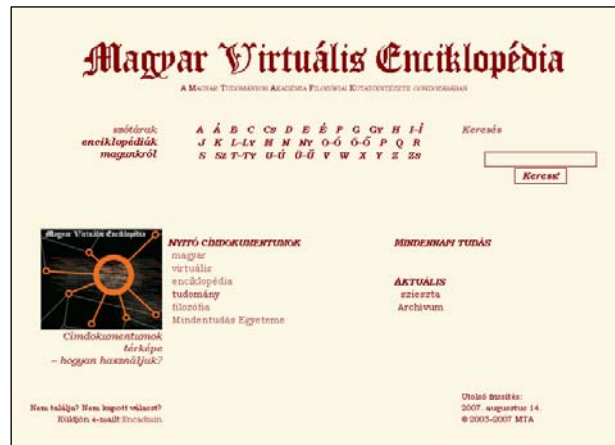 Magyar Virtuális Enciklopédia
A Magyar Tudományos Akadémia Filozófiai Kutatóintézete gondozásában
szótárak
enciklopédiák
magunkról
A Á B C Cs D E É F G Gy H I-Í
J K L-Ly M N Ny O-Ó Ö-Ő P Q R
S Sz T-Ty U-Ú Ü-Ű V W X Y Z Zs
Keresés
Keress!
Magyar Virtuális Enciklopédia
Címdokumentumok
térképe
– hogyan használjuk?
NYITÓ CÍMDOKUMENTUMOK
magyar
virtuális
enciklopédia
tudomány
filozófia
Mindentudás Egyeteme
MINDENNAPI TUDÁS
AKTUÁLIS
szieszta
Archívum
Nem találja? Nem kapott választ?
Küldjön e-mailt:Encadmin
Utolsó frissítés:
2007. augusztus 14.
© 2003-2007 MTA